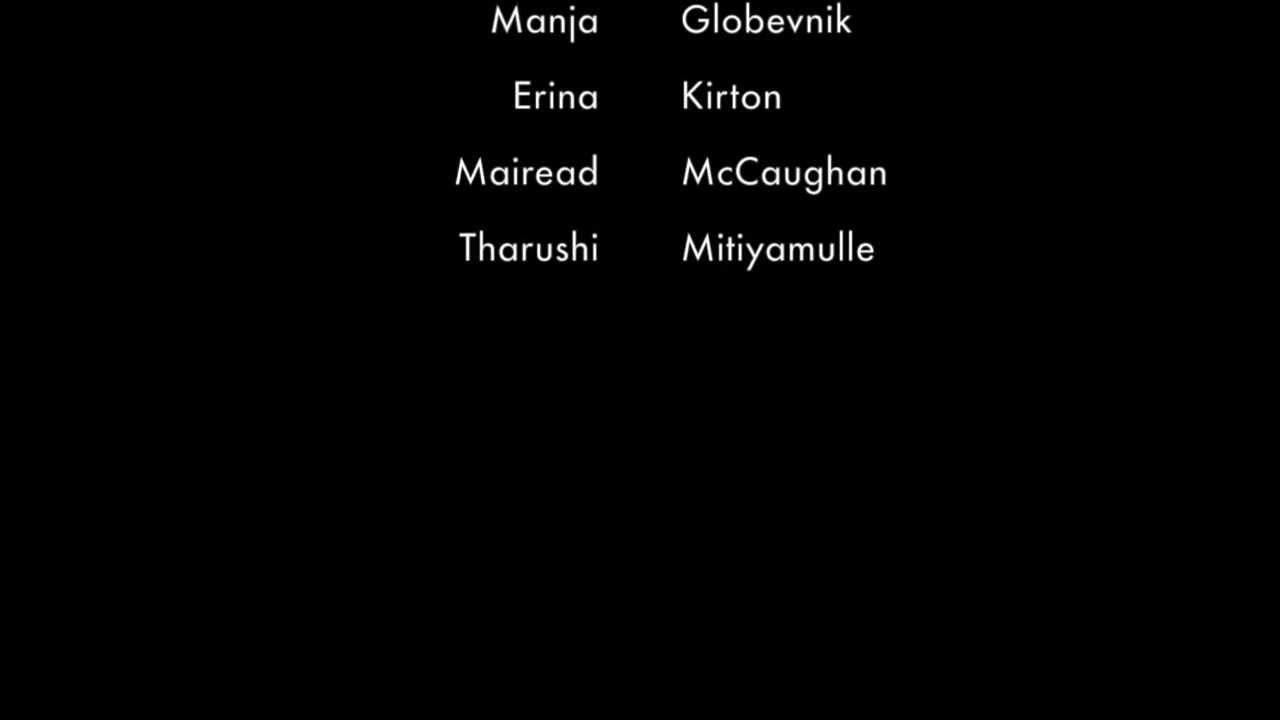 Manja Globevnik
Erina Kirton
Mairead McCaughan
Tharushi Mitiyamulle